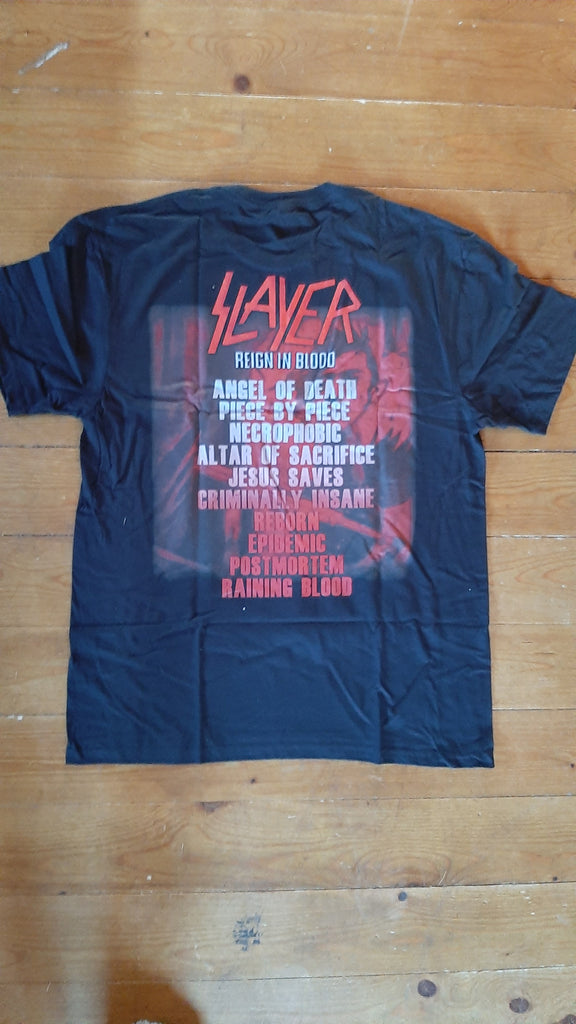 SLAYER
REIGN IN BLOOD
ANGEL OF DEATH
PIECE BY PIECE
NECROPHOBIC
ALTAR OF SACRIFICE
JESUS SAVES
CRIMINALLY INSANE
REBORN
EPIDEMIC
POSTMORTEM
RAINING BLOOD